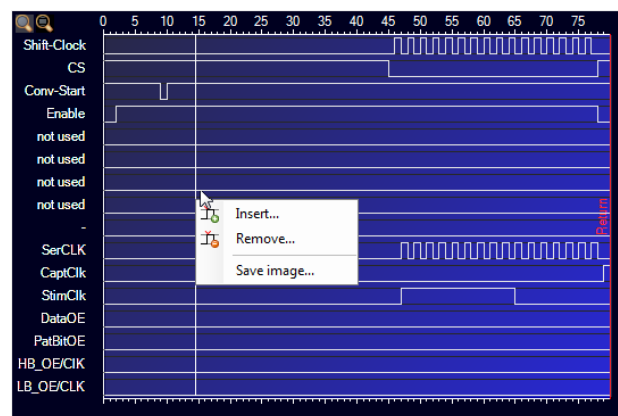 0 5 10 15 20 25 30 35 40 45 50 55 60 65 70 75
Shift-Clock
CS
Conv-Start
Enable
not used
not used
not used
not used
Insert...
Return
-
Remove...
SerCLK
CaptClk
Save image...
StimClk
DataOE
PatBitOE
HB_OE/ClK
LB_OE/CLK